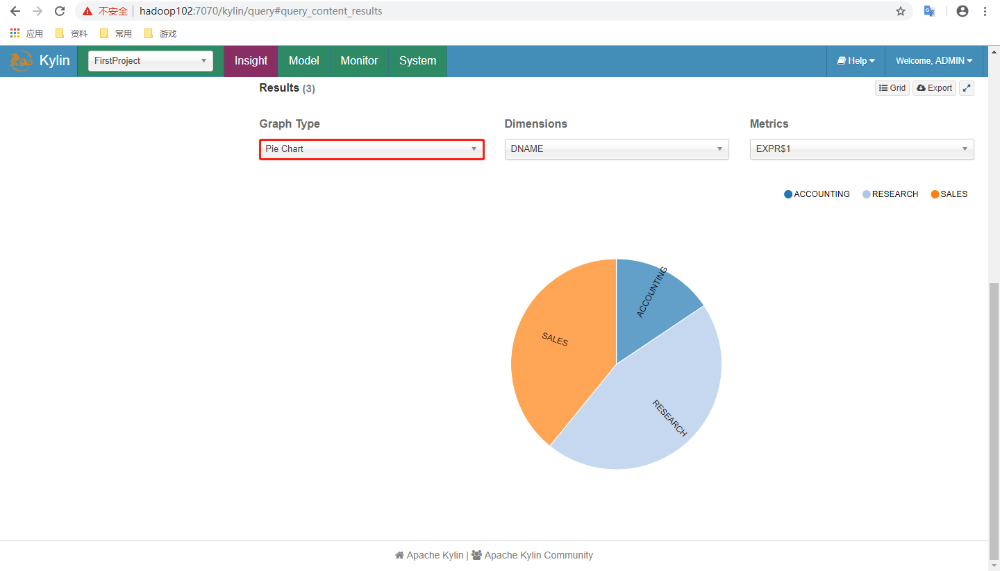 不安全 hadoop102:7070/kylin/query#query_content_results
应用 资料 常用 游戏
Kylin FirstProject Insight Model Monitor System Help Welcome, ADMIN
Results (3) Grid Export
Graph Type Dimensions Metrics
Pie Chart DNAME EXPR$1
ACCOUNTING RESEARCH SALES
ACCOUNTING
SALES
RESEARCH
Apache Kylin | Apache Kylin Community